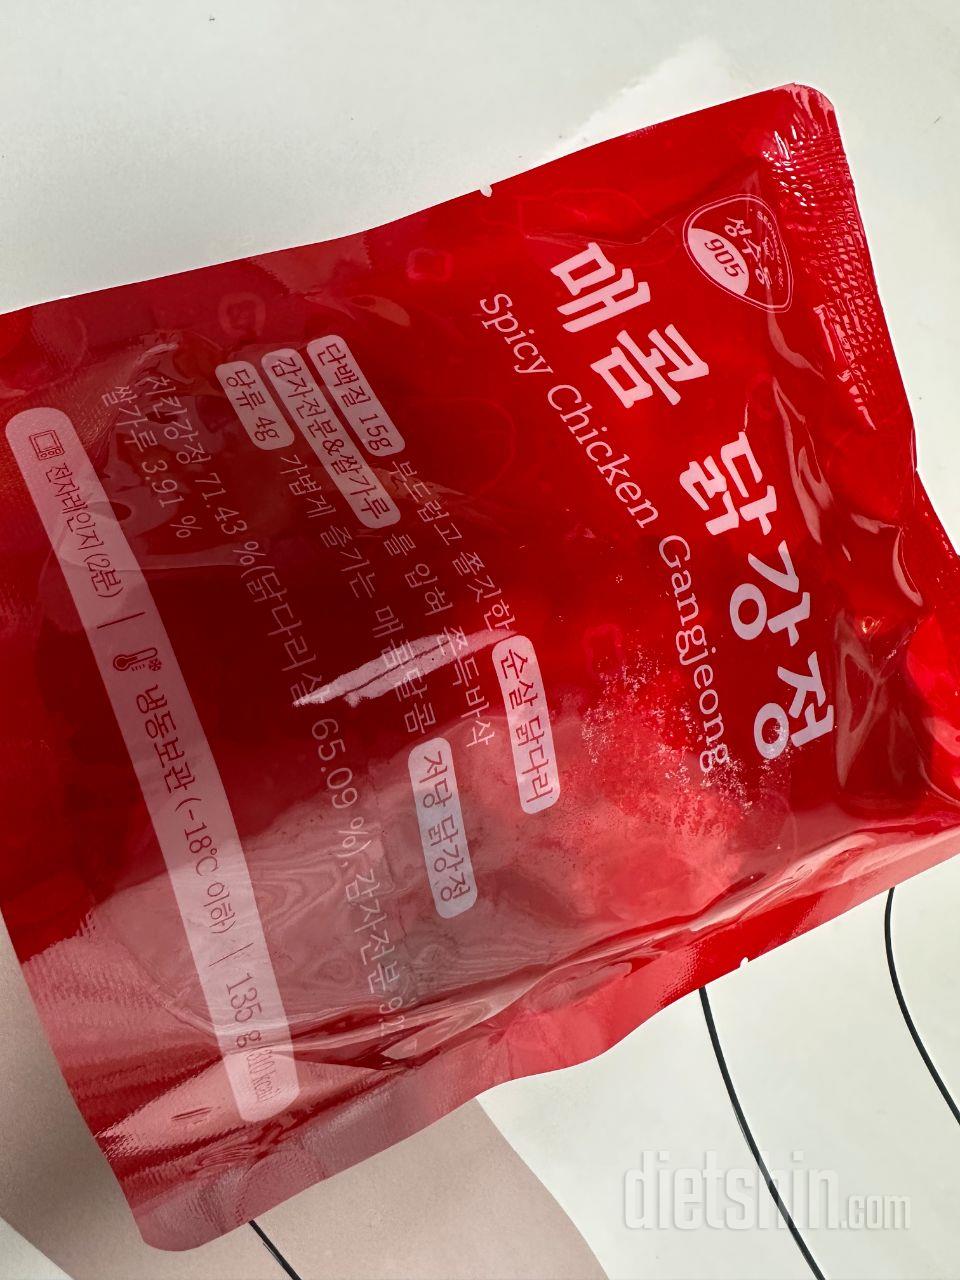 성수동
905
매콤 닭강정
Spicy Chicken Gangjeong
단백질 15g 부드럽고 쫄깃한 순살 닭다리
감자전분&쌀가루를 입혀 쫀득바삭
당류 4g 가볍게 즐기는 매콤달콤 저당 닭강정
치킨강정 71.43 %(닭다리살 65.09 %), 감자전분
쌀가루 3.91 %
전자레인지(2분) | 냉동보관 (-18℃ 이하) | 135 g (310 kcal)
dietshin.com